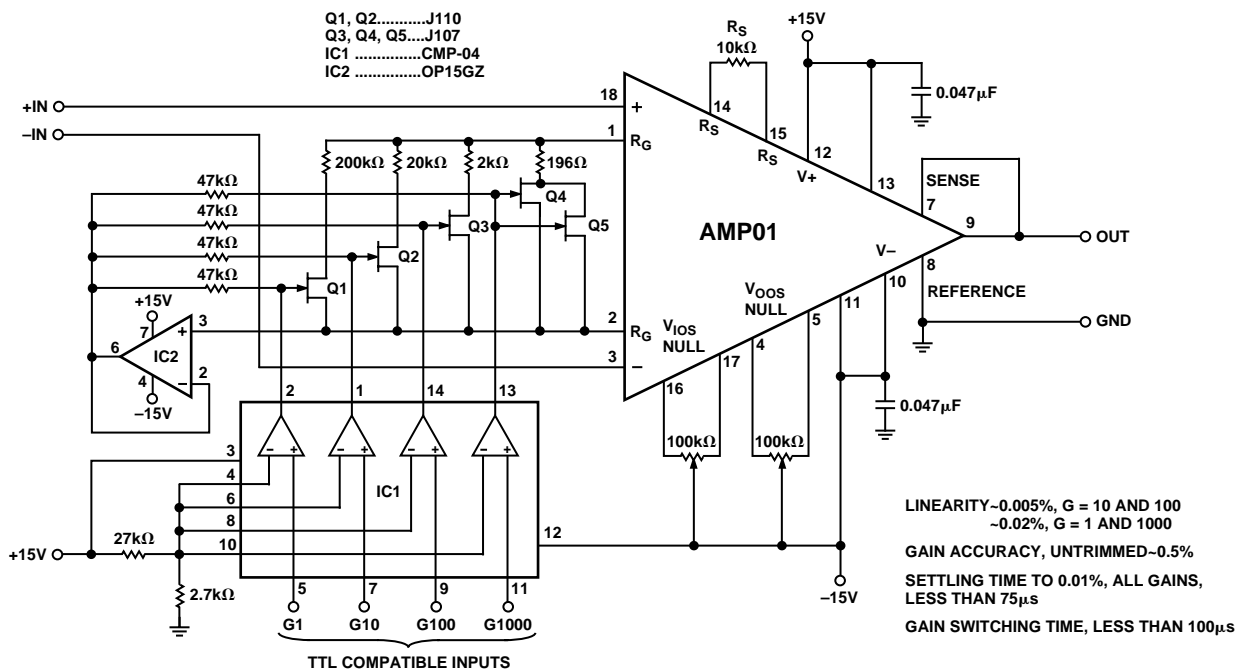 Q1, Q2...........J110
Q3, Q4, Q5....J107
IC1 ...............CMP-04
IC2 ...............OP15GZ
+IN
–IN
18
+
1
RG
200kΩ
20kΩ
2kΩ
196Ω
47kΩ
47kΩ
47kΩ
47kΩ
Q4
Q5
Q3
Q2
Q1
RS
10kΩ
14
RS
15
RS
+15V
0.047µF
12
V+
13
SENSE
7
AMP01
9
OUT
V–
8
10
REFERENCE
11
GND
VOOS
NULL
5
4
VIOS
NULL
17
16
2
RG
3
–
+15V
7
3
+
6
IC2
2
–
4
–15V
2
1
14
13
– +
– +
– +
– +
3
4
6
8
10
IC1
12
+15V
27kΩ
2.7kΩ
5
7
9
11
G1
G10
G100
G1000
TTL COMPATIBLE INPUTS
100kΩ
100kΩ
0.047µF
–15V
LINEARITY~0.005%, G = 10 AND 100
~0.02%, G = 1 AND 1000
GAIN ACCURACY, UNTRIMMED~0.5%
SETTLING TIME TO 0.01%, ALL GAINS,
LESS THAN 75µs
GAIN SWITCHING TIME, LESS THAN 100µs